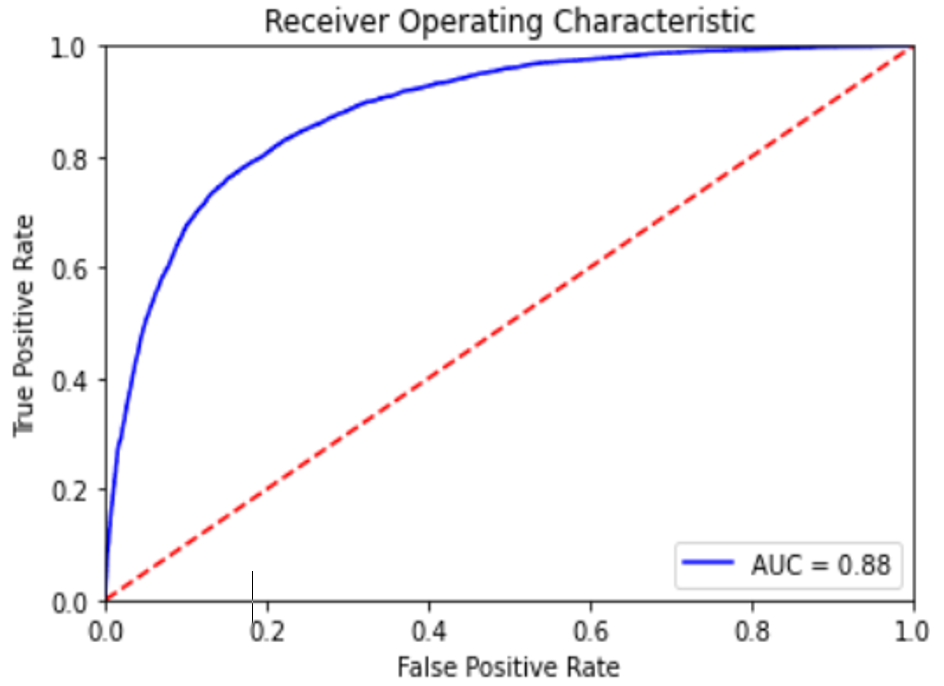 Receiver Operating Characteristic
1.0
0.8
0.6
0.4
0.2
0.0
True Positive Rate
AUC = 0.88
0.0 0.2 0.4 0.6 0.8 1.0
False Positive Rate